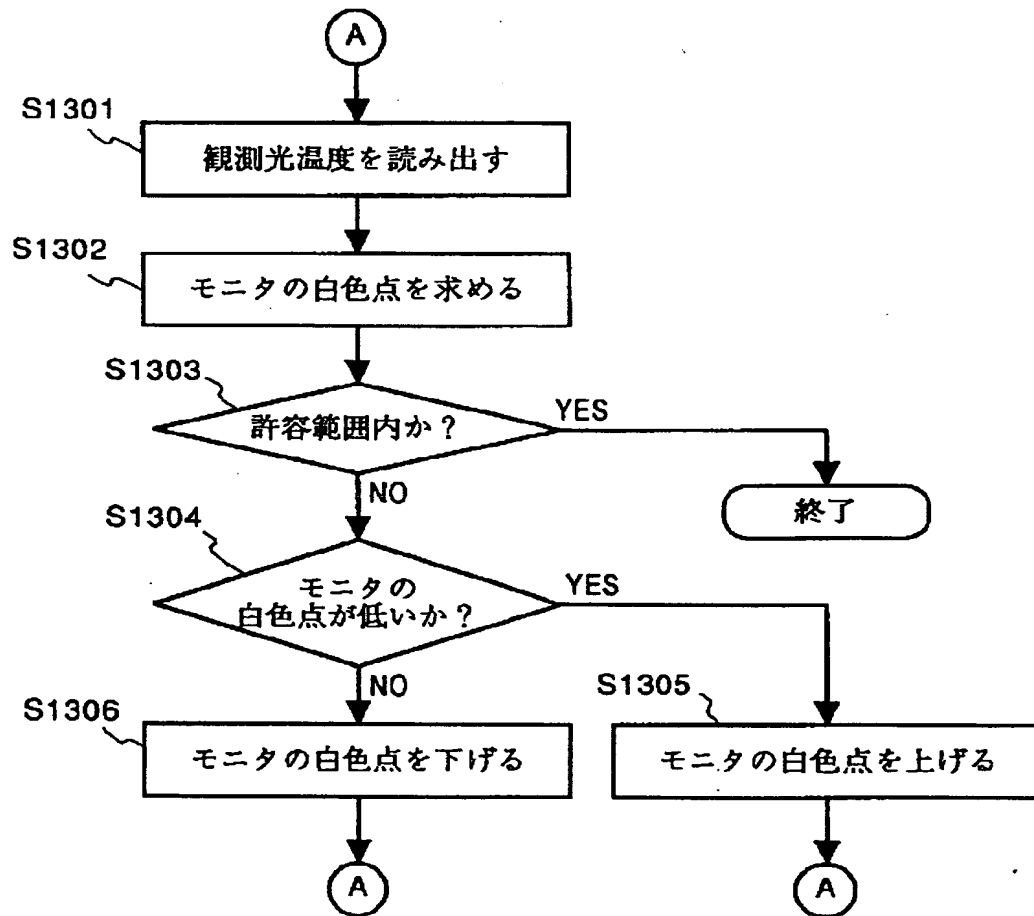 A
S1301
観測光温度を読み出す
S1302
モニタの白色点を求める
S1303
許容範囲内か？
YES
NO
終了
S1304
モニタの
白色点が低いか？
YES
NO
S1306
モニタの白色点を下げる
S1305
モニタの白色点を上げる
A
A